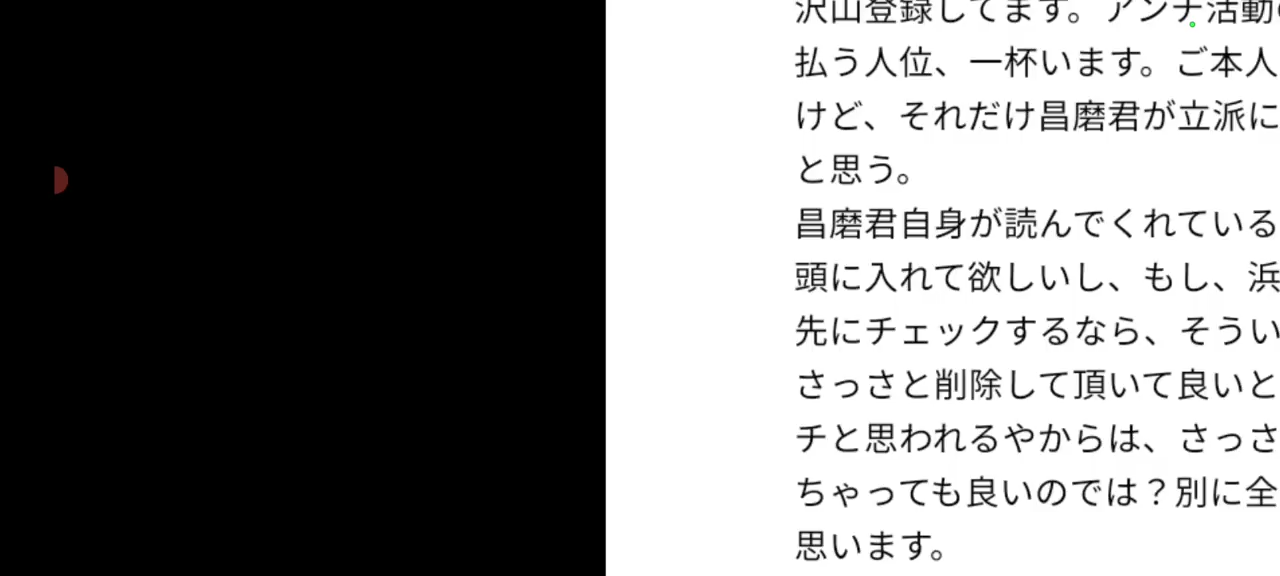 沢山登録してます。アンチ活動
払う人位、一杯います。ご本人
けど、それだけ昌磨君が立派に
と思う。
昌磨君自身が読んでくれている
頭に入れて欲しいし、もし、浜
先にチェックするなら、そうい
さっさと削除して頂いて良いと
チと思われるやからは、さっさ
ちゃっても良いのでは？別に全
思います。